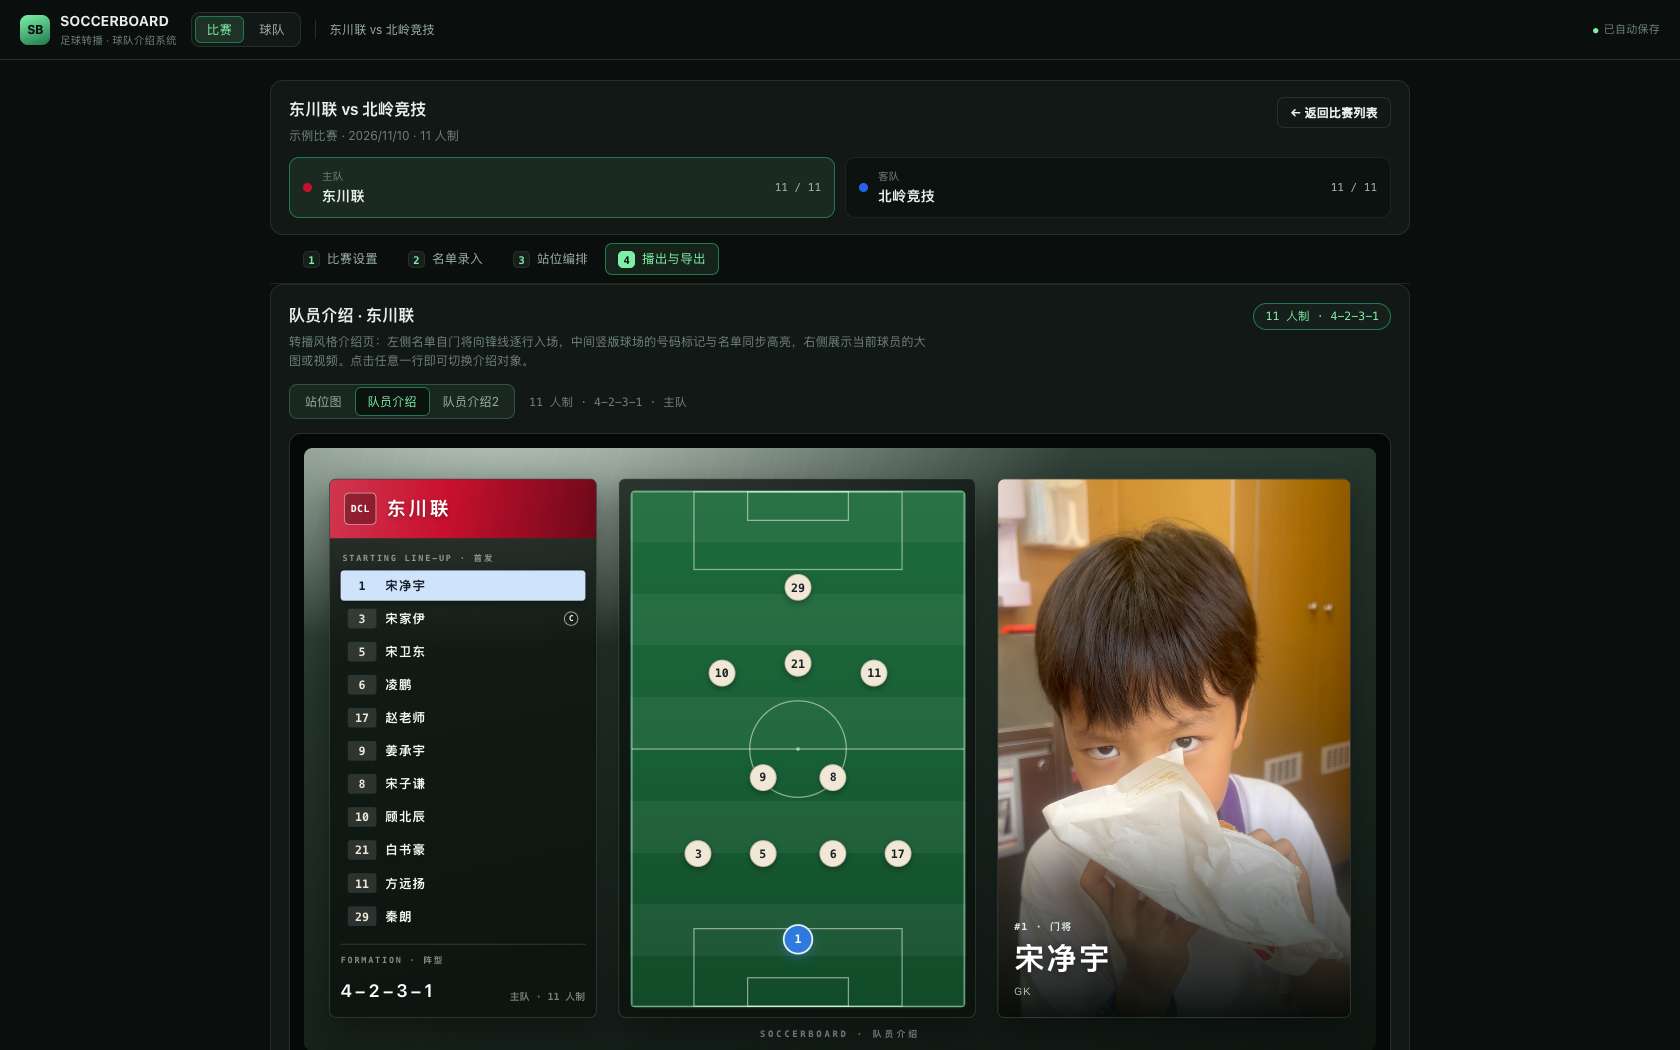 SB
SOCCERBOARD
足球转播 · 球队介绍系统
比赛
球队
东川联 vs 北岭竞技
已自动保存
东川联 vs 北岭竞技
示例比赛 · 2026/11/10 · 11 人制
← 返回比赛列表
主队
东川联
11 / 11
客队
北岭竞技
11 / 11
1 比赛设置
2 名单录入
3 站位编排
4 播出与导出
队员介绍 · 东川联
11 人制 · 4-2-3-1
转播风格介绍页：左侧名单自门将向锋线逐行入场，中间竖版球场的号码标记与名单同步高亮，右侧展示当前球员的大
图或视频。点击任意一行即可切换介绍对象。
站位图
队员介绍
队员介绍2
11 人制 · 4-2-3-1 · 主队
DCL
东川联
STARTING LINE-UP · 首发
1 宋净宇
3 宋家伊 C
5 宋卫东
6 凌鹏
17 赵老师
9 姜承宇
8 宋子谦
10 顾北辰
21 白书豪
11 方远扬
29 秦朗
FORMATION · 阵型
4-2-3-1
主队 · 11 人制
29
10
21
11
9
8
3
5
6
17
1
#1 · 门将
宋净宇
GK
SOCCERBOARD · 队员介绍